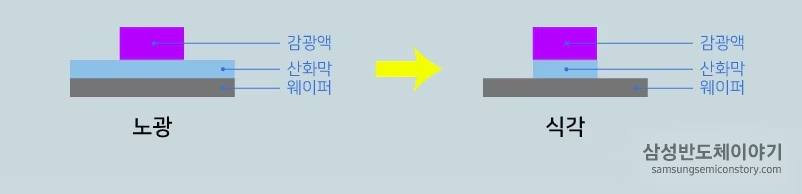 감광액
산화막
웨이퍼
노광
감광액
산화막
웨이퍼
식각
삼성반도체이야기
samsungsemiconstory.com